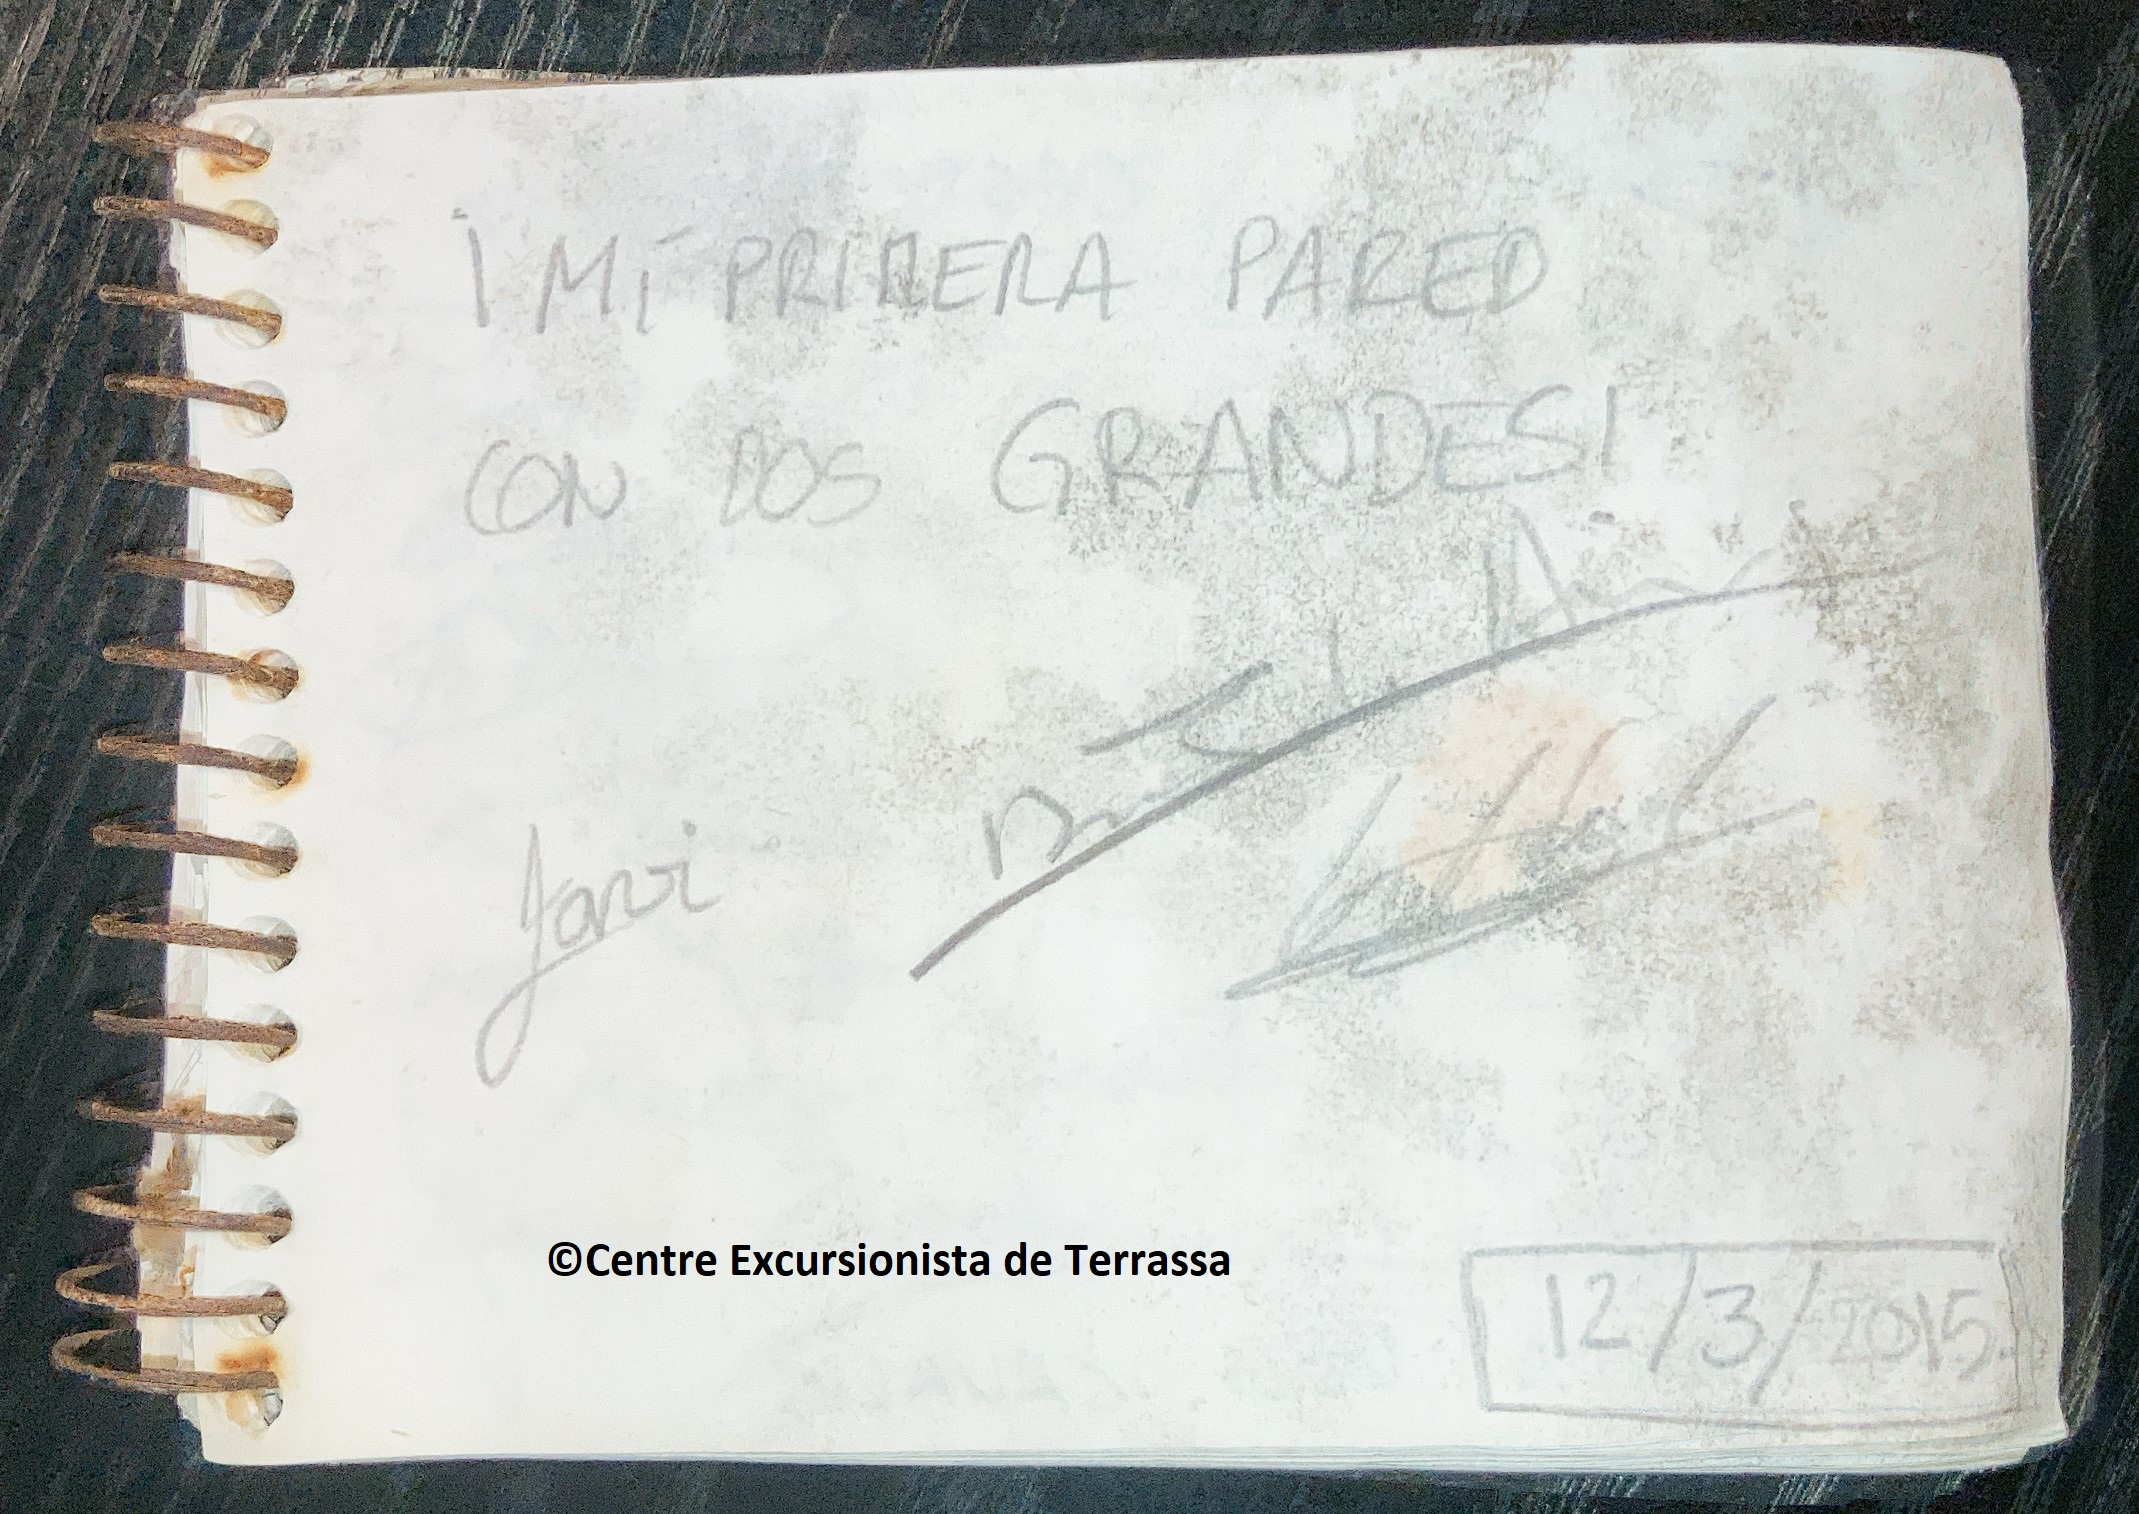 ¡MI PRIMERA PARED
CON DOS GRANDES!
Javi
©Centre Excursionista de Terrassa
12/3/2015